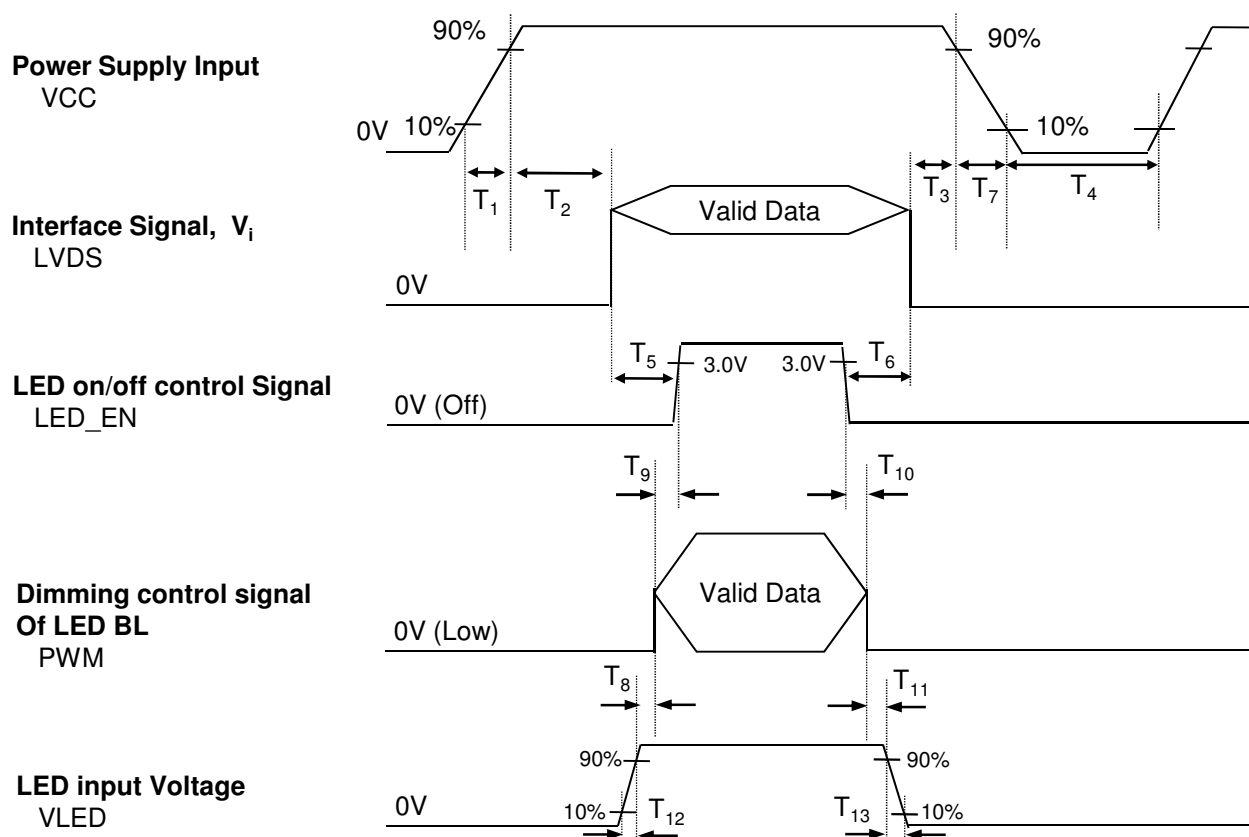 90%
90%
Power Supply Input
VCC
0V
10%
10%
T1
T2
T3
T7
T4
Interface Signal, Vi
LVDS
Valid Data
0V
T5
3.0V
3.0V
T6
LED on/off control Signal
LED_EN
0V (Off)
T9
T10
Dimming control signal
Of LED BL
PWM
Valid Data
0V (Low)
T8
T11
90%
90%
LED input Voltage
VLED
0V
10%
T12
T13
10%